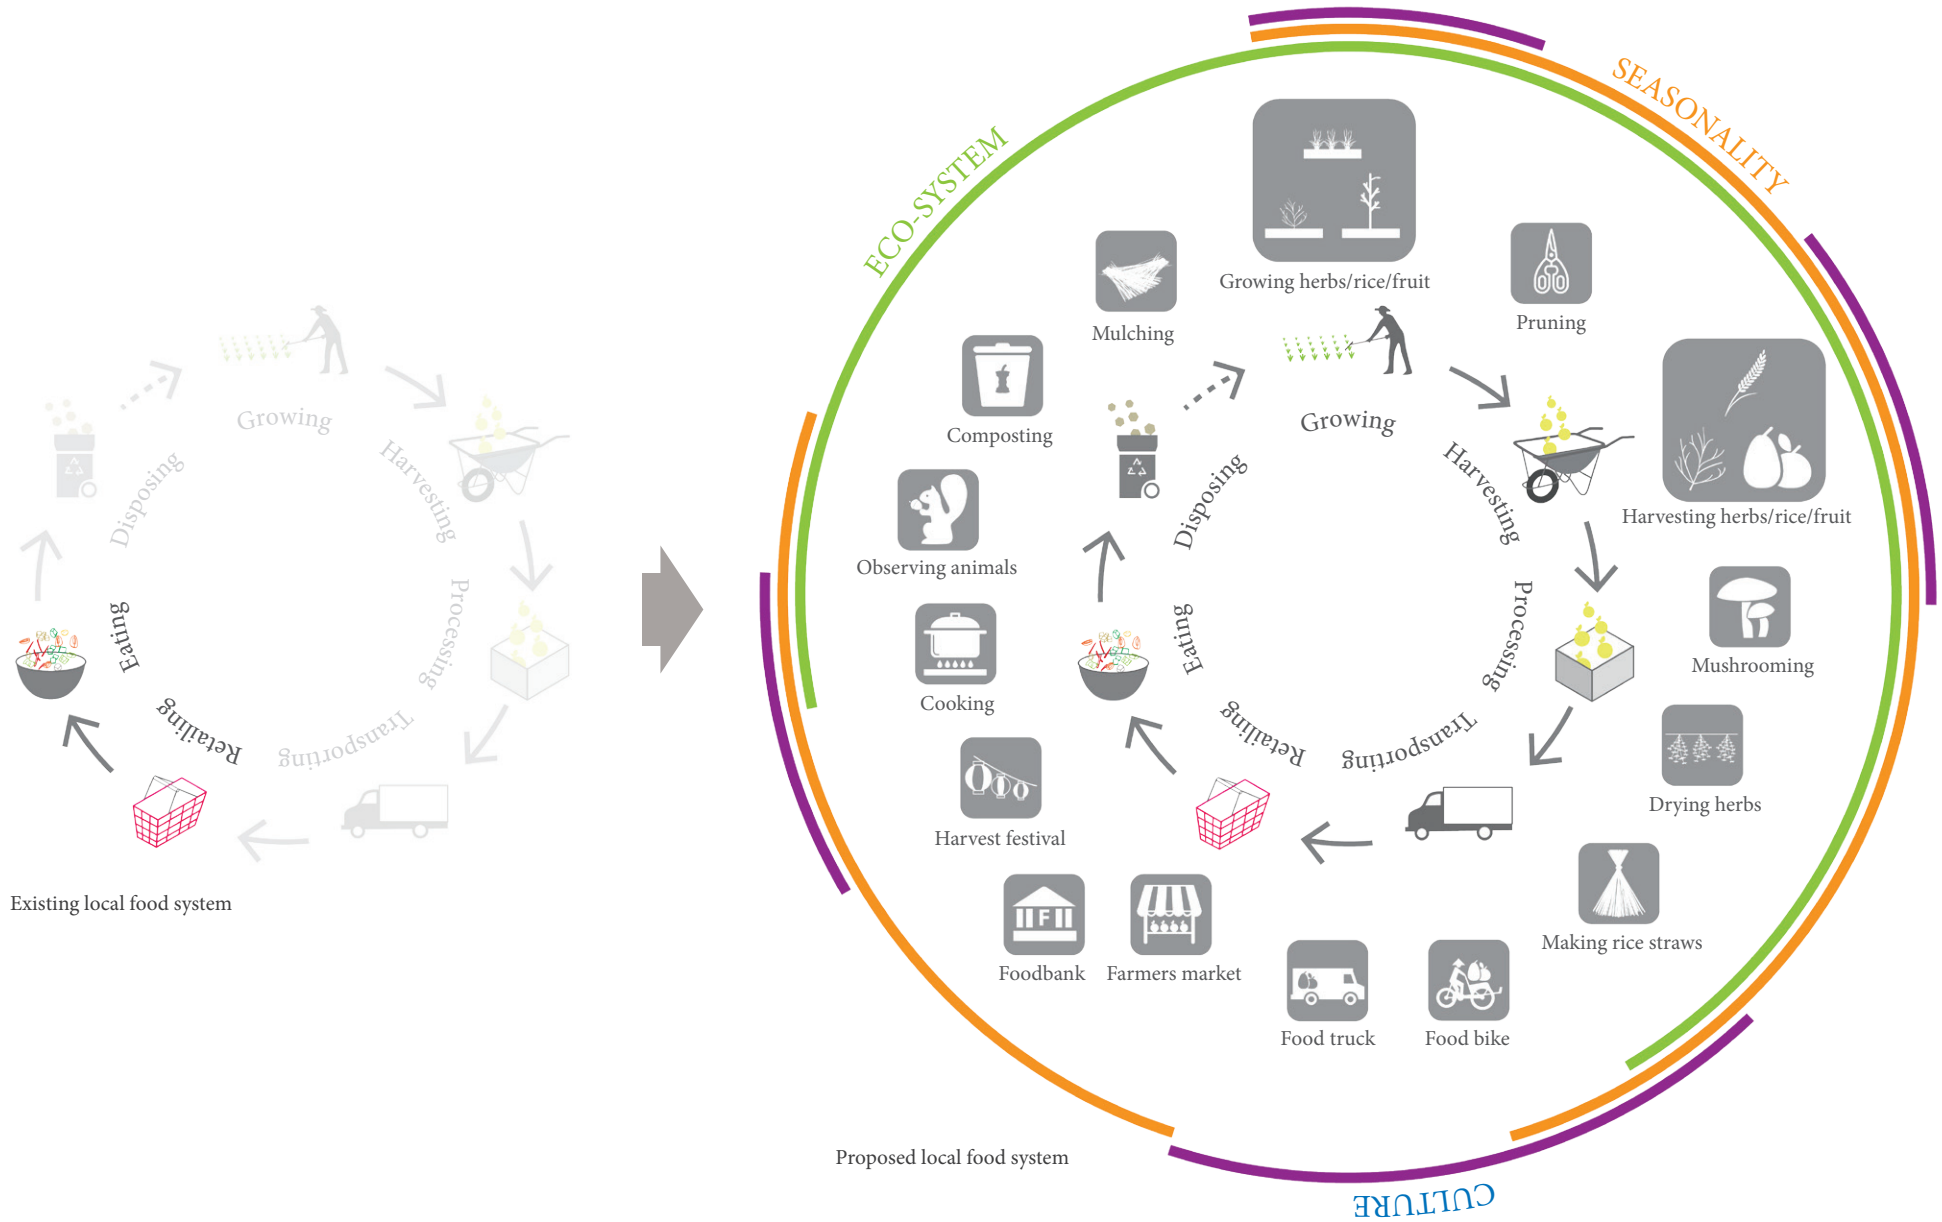 Growing
Harvesting
Processing
Transporting
Retailing
Eating
Disposing
Existing local food system
ECO-SYSTEM
SEASONALITY
CULTURE
Growing herbs/rice/fruit
Pruning
Harvesting herbs/rice/fruit
Mushrooming
Drying herbs
Making rice straws
Food bike
Food truck
Farmers market
F
Foodbank
Harvest festival
Cooking
Observing animals
Composting
Mulching
Growing
Harvesting
Processing
Transporting
Retailing
Eating
Disposing
Proposed local food system